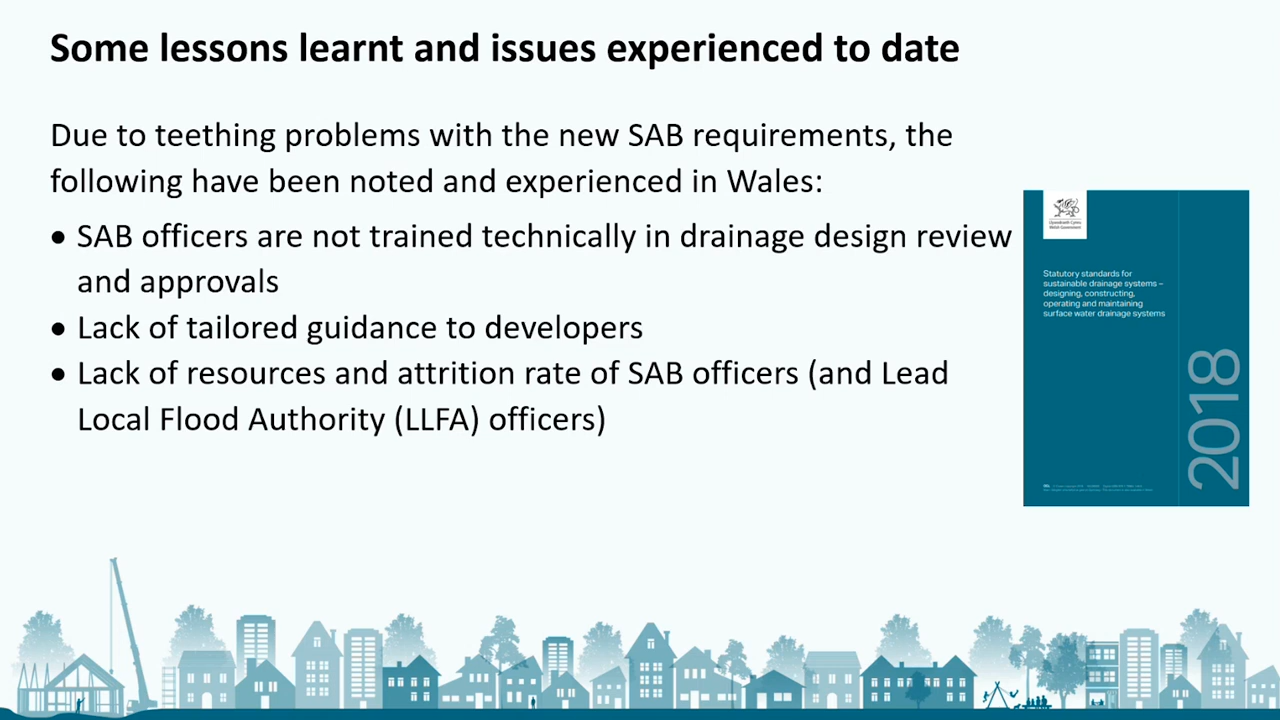 Some lessons learnt and issues experienced to date
Due to teething problems with the new SAB requirements, the
following have been noted and experienced in Wales:
• SAB officers are not trained technically in drainage design review
and approvals
• Lack of tailored guidance to developers
• Lack of resources and attrition rate of SAB officers (and Lead
Local Flood Authority (LLFA) officers)
Llywodraeth Cymru
Welsh Government
Statutory standards for
sustainable drainage systems –
designing, constructing,
operating and maintaining
surface water drainage systems
2018